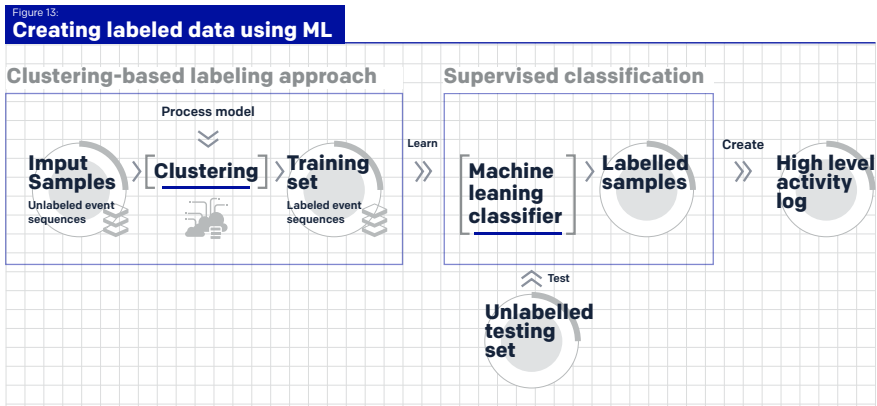 Figure 13:
Creating labeled data using ML
Clustering-based labeling approach
Supervised classification
Process model
Imput
Samples
Unlabeled event
sequences
Clustering
Training
set
Labeled event
sequences
Learn
Machine
leaning
classifier
Labelled
samples
Create
High level
activity
log
Test
Unlabelled
testing
set